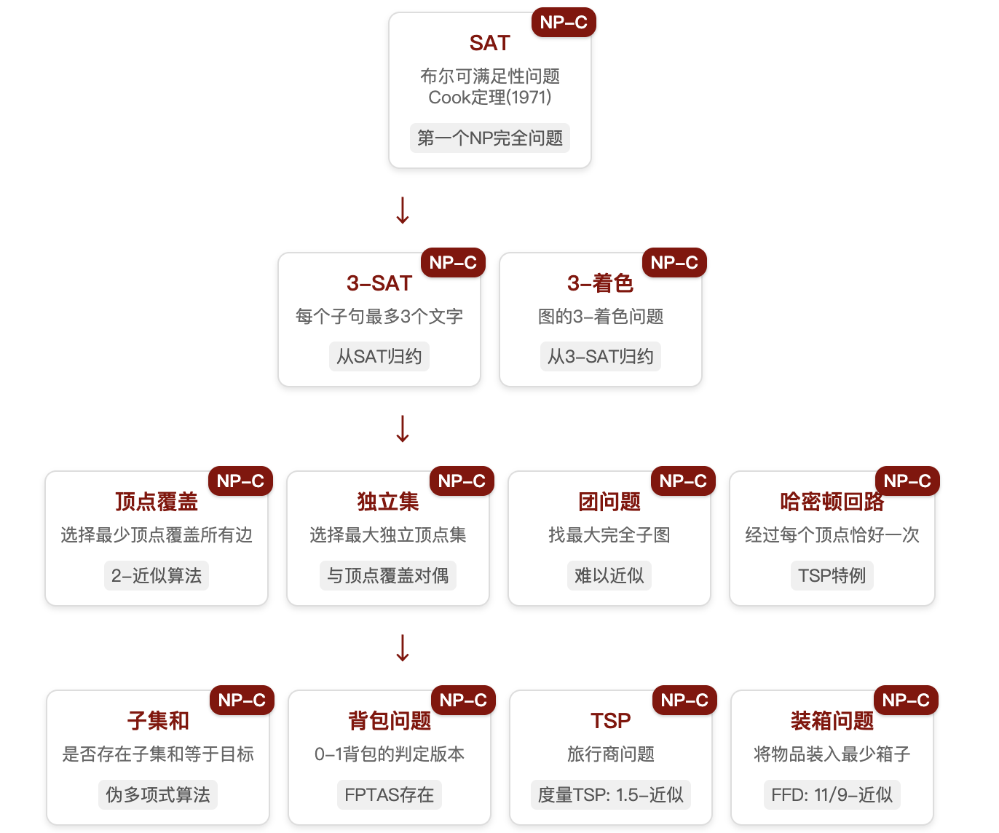 NP-C
SAT
布尔可满足性问题
Cook定理(1971)
第一个NP完全问题
↓
NP-C
3-SAT
每个子句最多3个文字
从SAT归约
NP-C
3-着色
图的3-着色问题
从3-SAT归约
↓
NP-C
顶点覆盖
选择最少顶点覆盖所有边
2-近似算法
NP-C
独立集
选择最大独立顶点集
与顶点覆盖对偶
NP-C
团问题
找最大完全子图
难以近似
NP-C
哈密顿回路
经过每个顶点恰好一次
TSP特例
↓
NP-C
子集和
是否存在子集和等于目标
伪多项式算法
NP-C
背包问题
0-1背包的判定版本
FPTAS存在
NP-C
TSP
旅行商问题
度量TSP: 1.5-近似
NP-C
装箱问题
将物品装入最少箱子
FFD: 11/9-近似